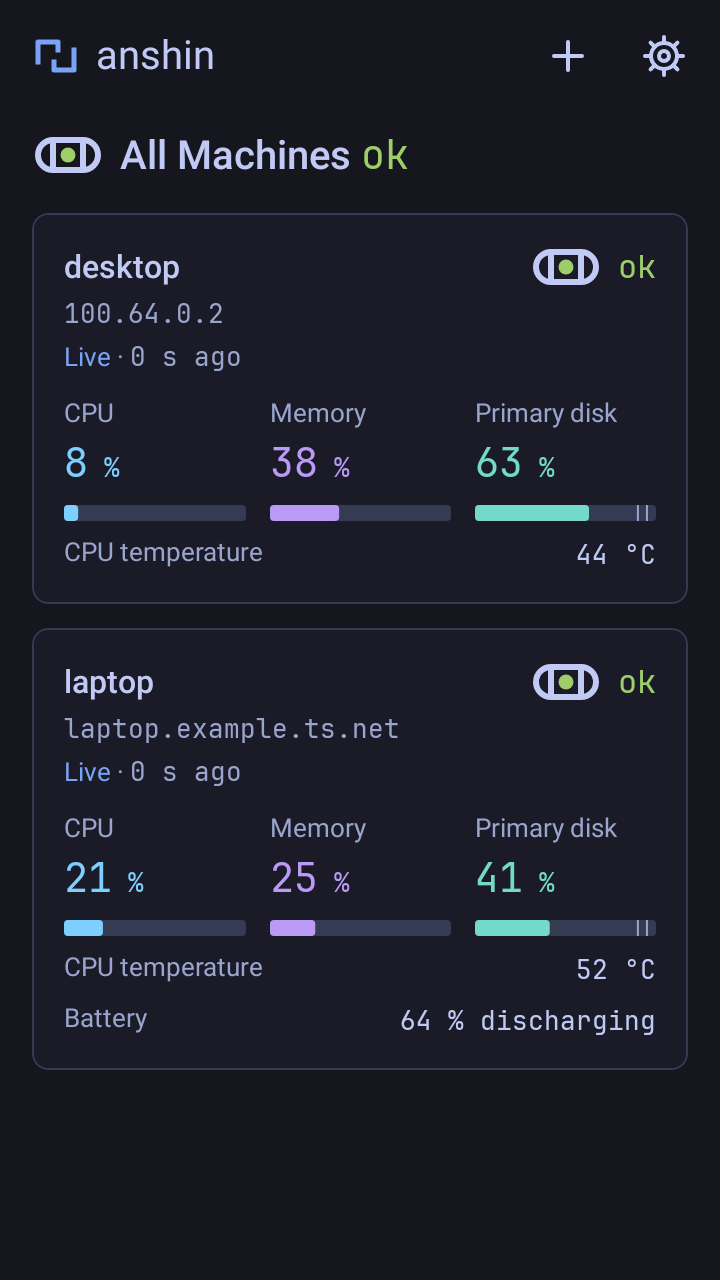 anshin
All Machines ok
desktop ok
100.64.0.2
Live · 0 s ago
CPU Memory Primary disk
8 % 38 % 63 %
CPU temperature 44 °C
laptop ok
laptop.example.ts.net
Live · 0 s ago
CPU Memory Primary disk
21 % 25 % 41 %
CPU temperature 52 °C
Battery 64 % discharging